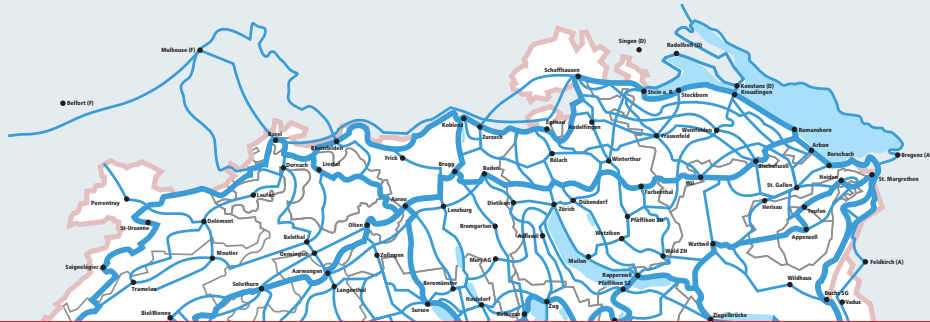 Singen (D)
Radolfzell (D)
Mulhouse (F)
Schaffhausen
Belfort (F)
Stein a. R.
Steckborn
Konstanz (D)
Kreuzlingen
Koblenz
Zurzach
Eglisau
Andelfingen
Weinfelden
Romanshorn
Basel
Rheinfelden
Frauenfeld
Arbon
Frick
Bülach
Winterthur
Rorschach
Bregenz (A)
Dornach
Liestal
Brugg
Baden
Bischofszell
Heiden
St. Margrethen
Wil
St. Gallen
Laufen
Turbenthal
Porrentruy
Aarau
Lenzburg
Dietikon
Zürich
Dübendorf
Herisau
Teufen
St-Ursanne
Delémont
Olten
Bromgarten
Pfäffikon ZH
Balsthal
Adliswil
Wetzikon
Appenzell
Wattwil
Moutier
Oensingen
Zofingen
Muri AG
Meilen
Wald ZH
Feldkirch (A)
Saignelégier
Aarwangen
Rapperswil
Tramelan
Solothurn
Langenthal
Beromünster
Pfäffikon SZ
Wildhaus
Hochdorf
Buchs SG
Vaduz
Sursee
Zug
Biel/Bienne
Rotkreuz
Ziegelbrücke